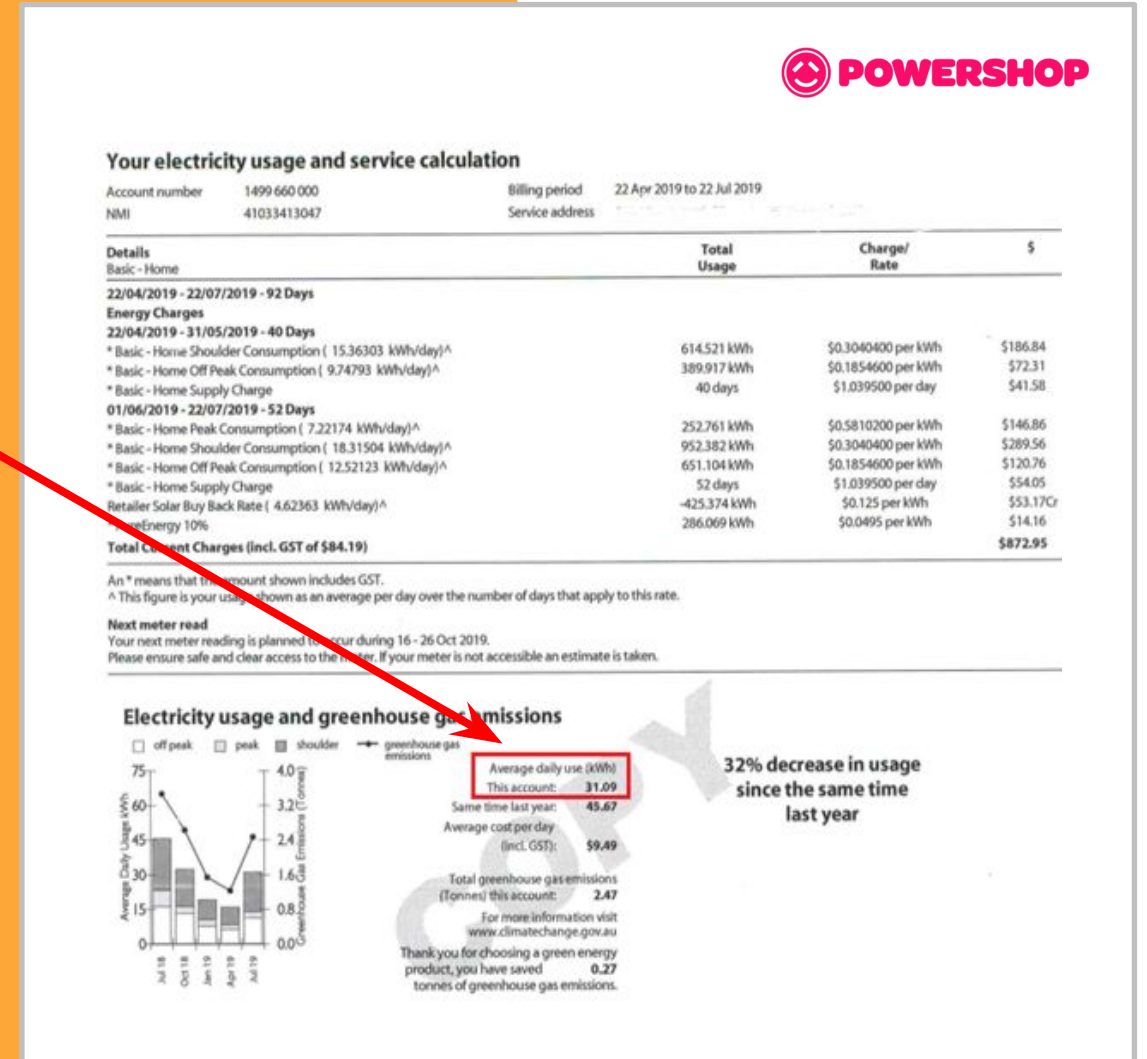 POWERSHOP
Your electricity usage and service calculation
Account number 1499 660 000 Billing period 22 Apr 2019 to 22 Jul 2019
NMI 41033413047 Service address
Details Total Usage Charge/ Rate $
Basic - Home
22/04/2019 - 22/07/2019 - 92 Days
Energy Charges
22/04/2019 - 31/05/2019 - 40 Days
* Basic - Home Shoulder Consumption ( 15.36303 kWh/day)^ 614.521 kWh $0.3040400 per kWh $186.84
* Basic - Home Off Peak Consumption ( 9.74793 kWh/day)^ 389.917 kWh $0.1854600 per kWh $72.31
* Basic - Home Supply Charge 40 days $1.039500 per day $41.58
01/06/2019 - 22/07/2019 - 52 Days
* Basic - Home Peak Consumption ( 7.22174 kWh/day)^ 252.761 kWh $0.5810200 per kWh $146.86
* Basic - Home Shoulder Consumption ( 18.31504 kWh/day)^ 952.382 kWh $0.3040400 per kWh $289.56
* Basic - Home Off Peak Consumption ( 12.52123 kWh/day)^ 651.104 kWh $0.1854600 per kWh $120.76
* Basic - Home Supply Charge 52 days $1.039500 per day $54.05
Retailer Solar Buy Back Rate ( 4.62363 kWh/day)^ -425.374 kWh $0.125 per kWh $53.17Cr
* PureEnergy 10% 286.069 kWh $0.0495 per kWh $14.16
Total Current Charges (incl. GST of $84.19) $872.95
An * means that the amount shown includes GST.
^ This figure is your usage shown as an average per day over the number of days that apply to this rate.
Next meter read
Your next meter reading is planned to occur during 16 - 26 Oct 2019.
Please ensure safe and clear access to the meter. If your meter is not accessible an estimate is taken.
Electricity usage and greenhouse gas emissions
off peak peak shoulder greenhouse gas emissions
Average Daily Usage kWh
75
60
45
30
15
0
4.0
3.2
2.4
1.6
0.8
0.0
Greenhouse Gas Emissions (Tonnes)
Jul 18
Oct 18
Jan 19
Apr 19
Jul 19
Average daily use (kWh)
This account: 31.09
Same time last year: 45.67
Average cost per day
(incl. GST): $9.49
Total greenhouse gas emissions
(Tonnes) this account: 2.47
For more information visit
www.climatechange.gov.au
Thank you for choosing a green energy
product, you have saved 0.27
tonnes of greenhouse gas emissions.
32% decrease in usage
since the same time
last year
COPY